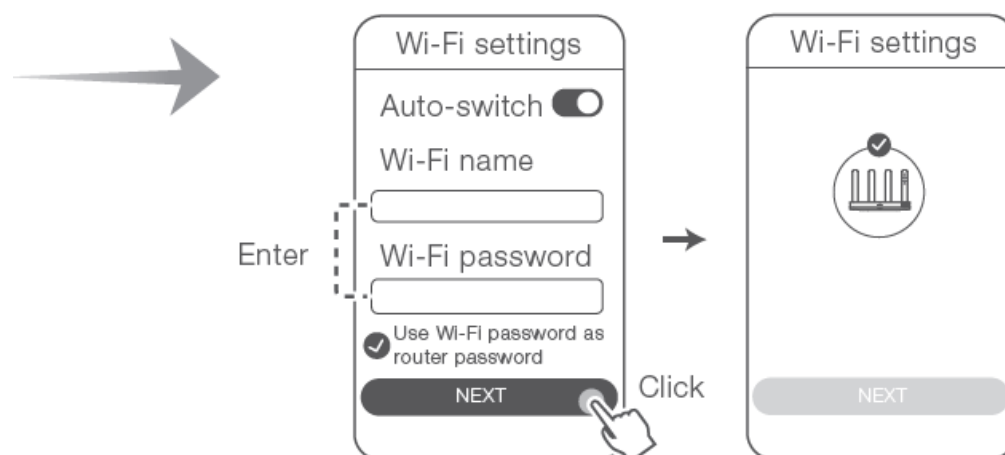 Wi-Fi settings
Auto-switch
Wi-Fi name
Enter
Wi-Fi password
Use Wi-Fi password as
router password
NEXT
Click
Wi-Fi settings
NEXT